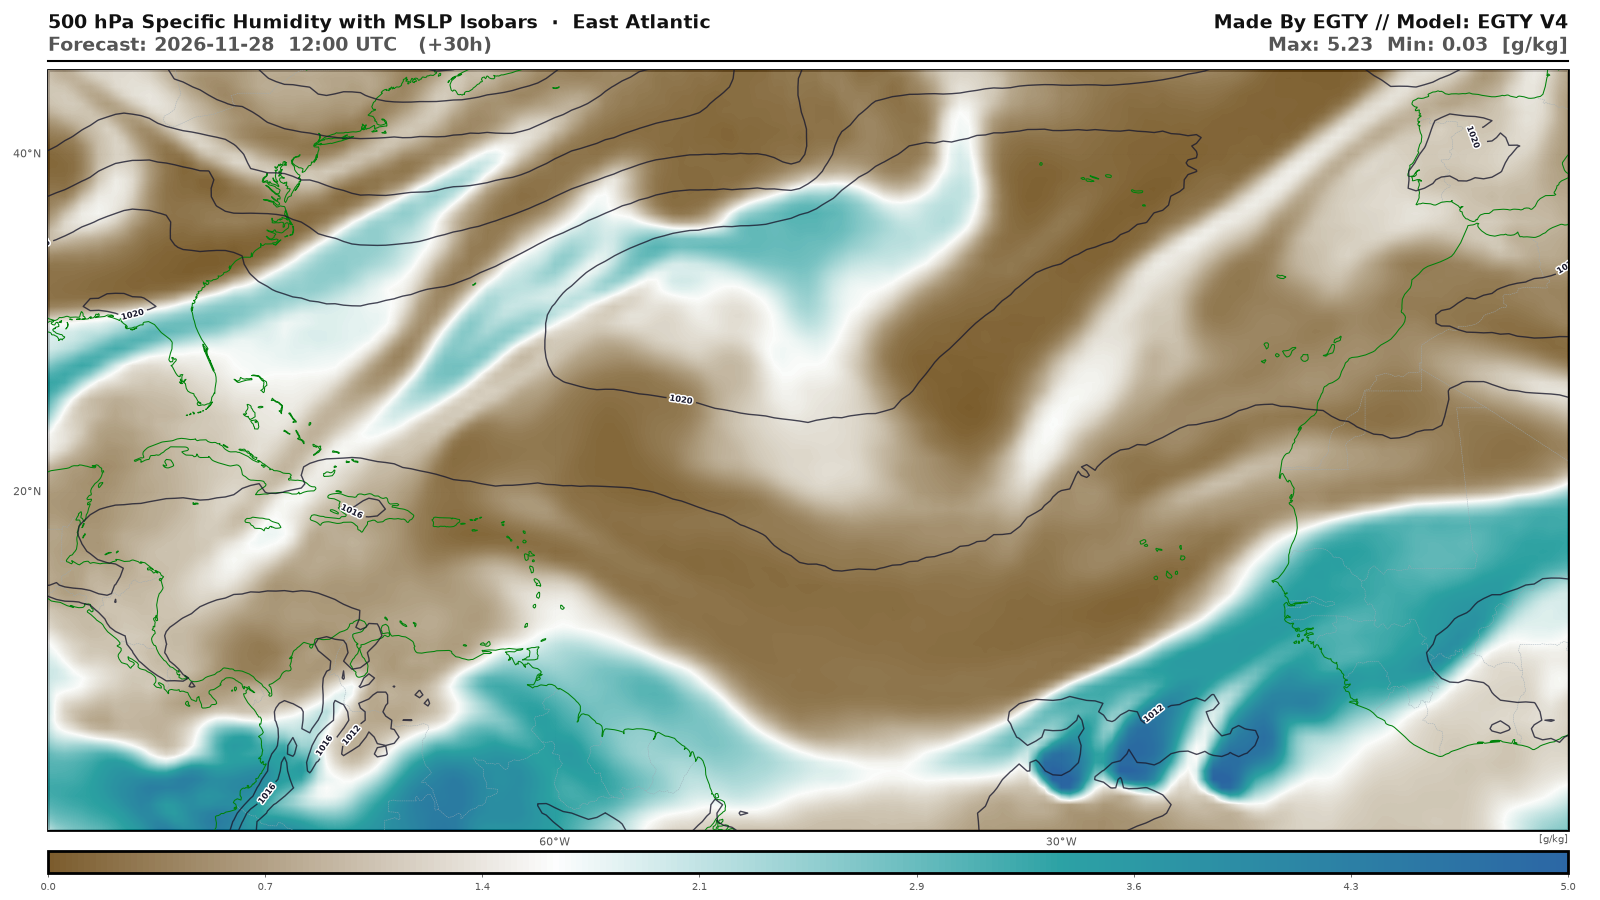 500 hPa Specific Humidity with MSLP Isobars · East Atlantic
Made By EGTY // Model: EGTY V4
Forecast: 2026-11-28 12:00 UTC (+30h)
Max: 5.23 Min: 0.03 [g/kg]
1020
40°N
1020
1020
20°N
1016
1012
1016
1012
1016
60°W
30°W
[g/kg]
0.0 0.7 1.4 2.1 2.9 3.6 4.3 5.0